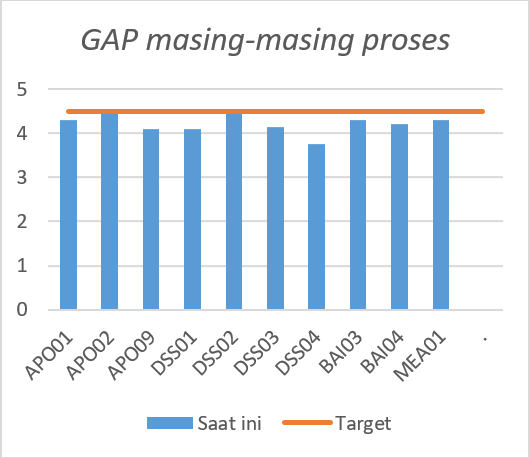 GAP masing-masing proses
5
4
3
2
1
0
APO01 APO02 APO09 DSS01 DSS02 DSS03 DSS04 BAI03 BAI04 MEA01 .
Saat ini Target